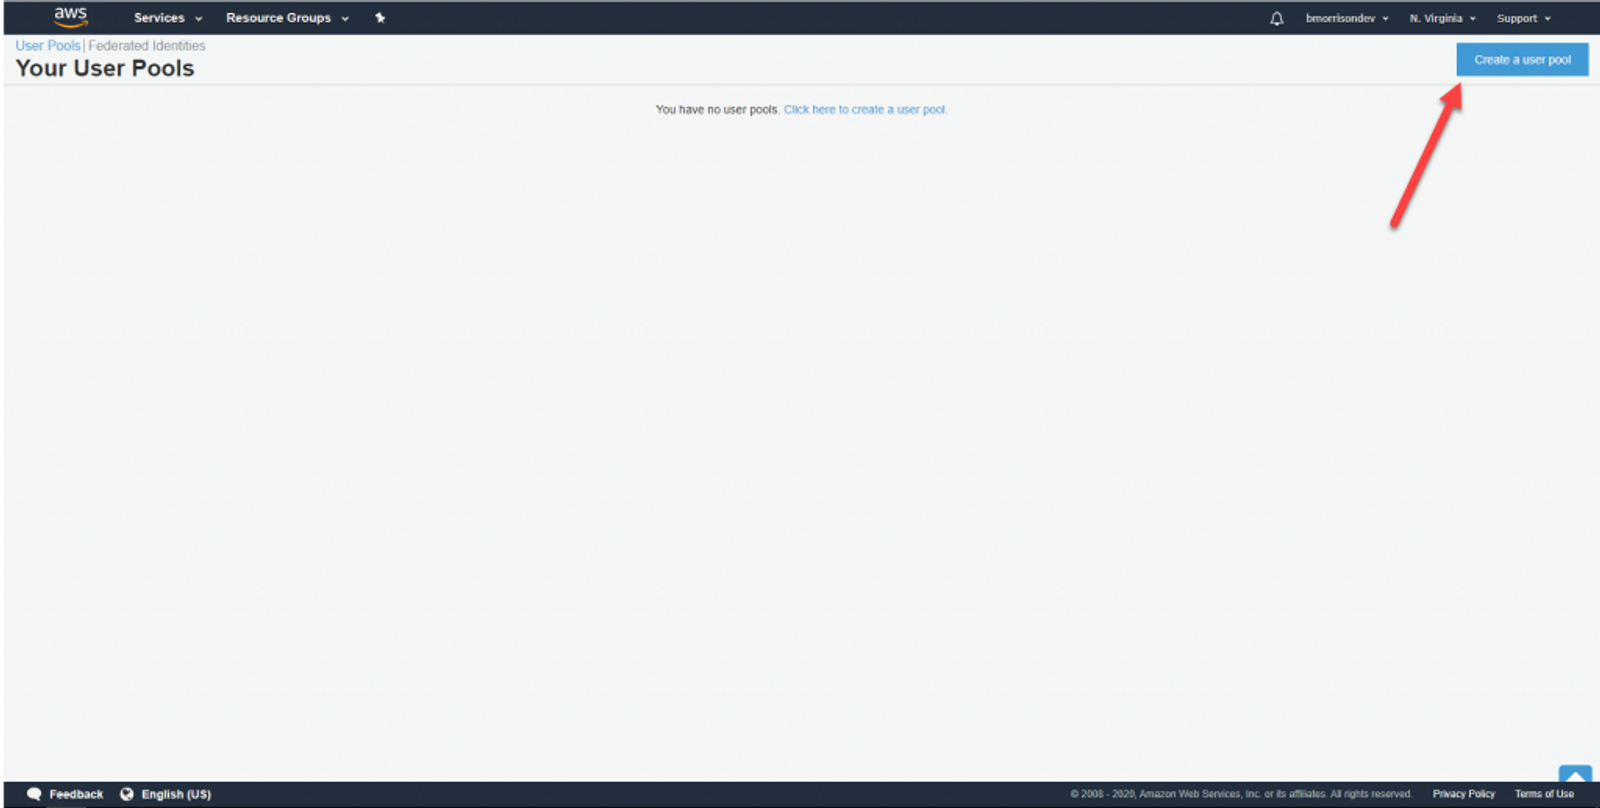 aws Services Resource Groups bmorrisondev N. Virginia Support
User Pools | Federated Identities
Your User Pools
Create a user pool
You have no user pools. Click here to create a user pool.
Feedback English (US) © 2008 - 2020, Amazon Web Services, Inc. or its affiliates. All rights reserved. Privacy Policy Terms of Use